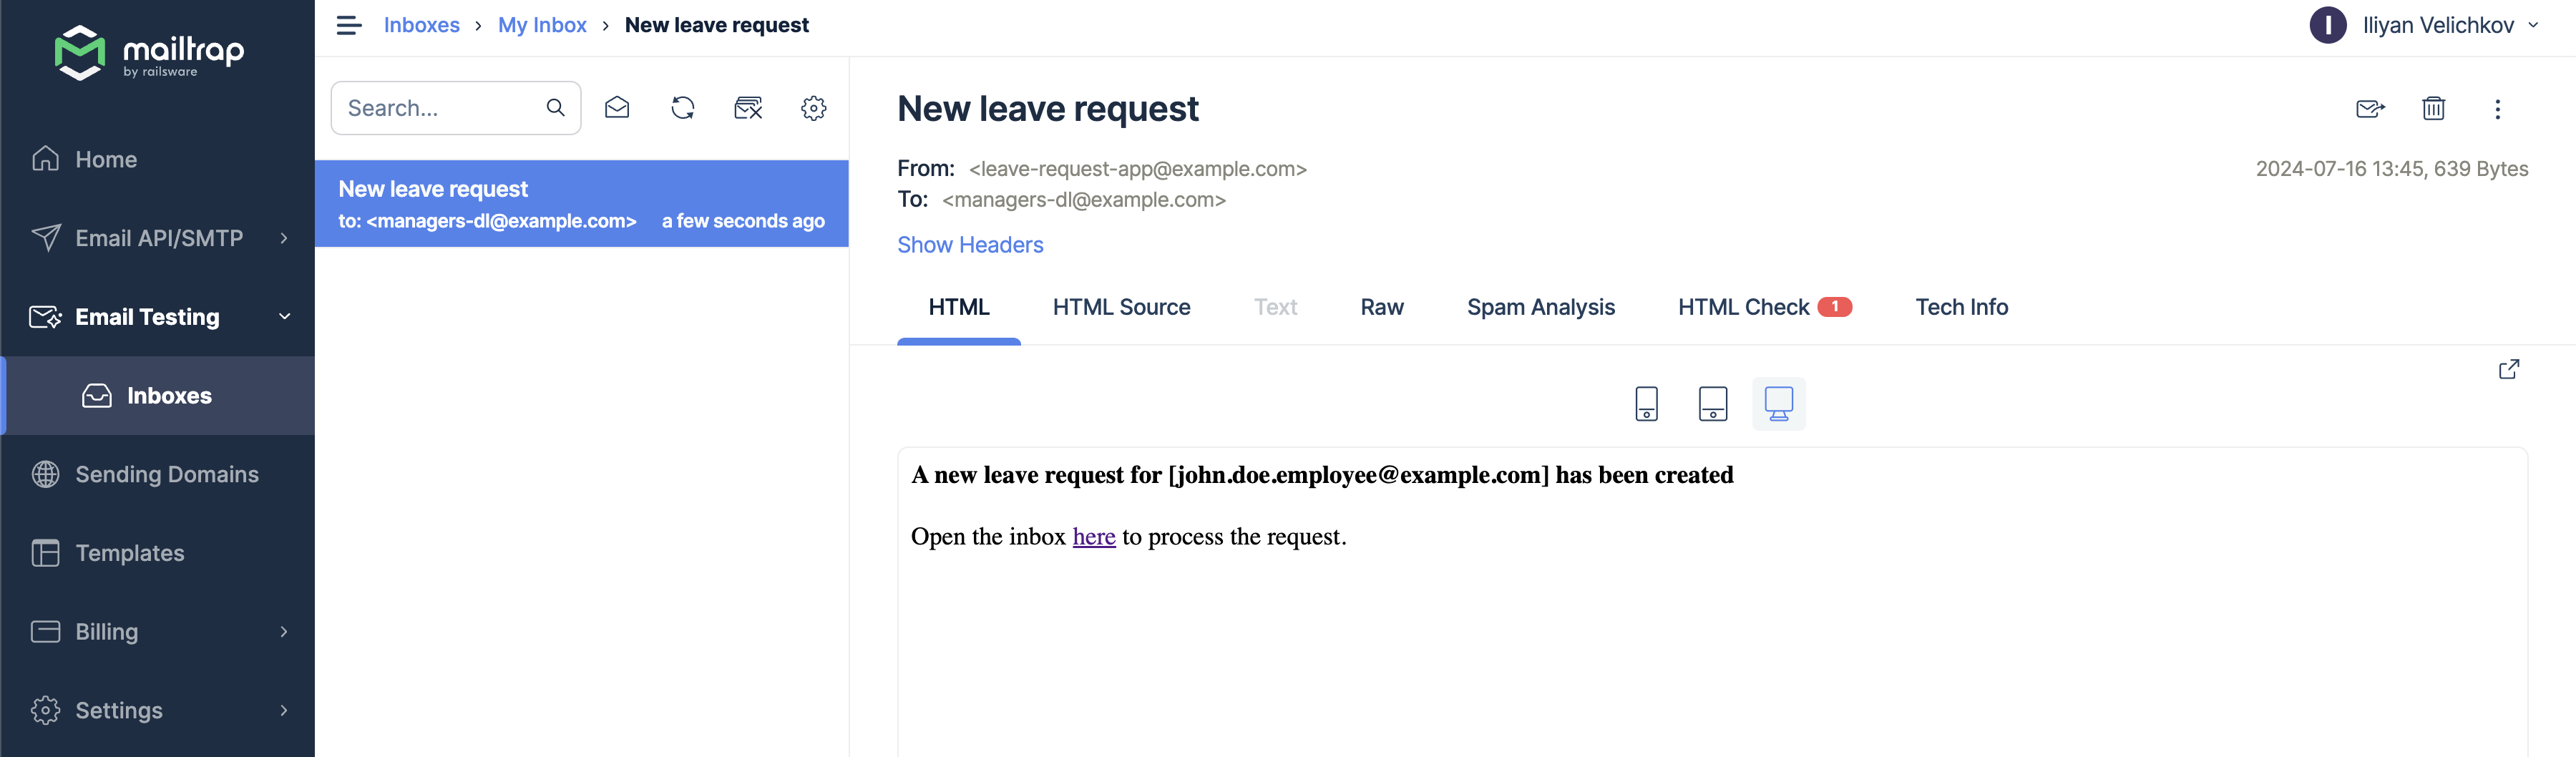 mailtrap
by railsware
Home
Email API/SMTP
Email Testing
Inboxes
Sending Domains
Templates
Billing
Settings
Inboxes › My Inbox › New leave request
I Iliyan Velichkov
Search...
New leave request
to: <managers-dl@example.com> a few seconds ago
New leave request
From: <leave-request-app@example.com>
2024-07-16 13:45, 639 Bytes
To: <managers-dl@example.com>
Show Headers
HTML HTML Source Text Raw Spam Analysis HTML Check 1 Tech Info
A new leave request for [john.doe.employee@example.com] has been created
Open the inbox here to process the request.